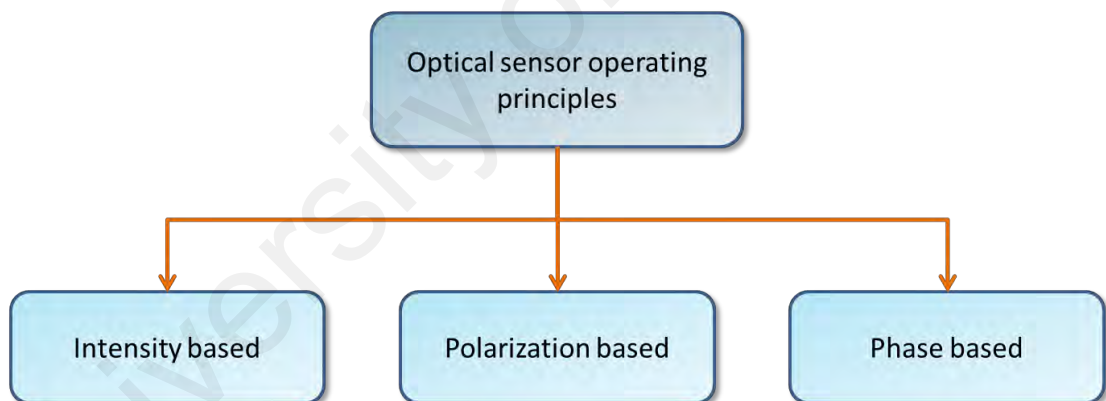 Optical sensor operating
principles
Intensity based
Polarization based
Phase based